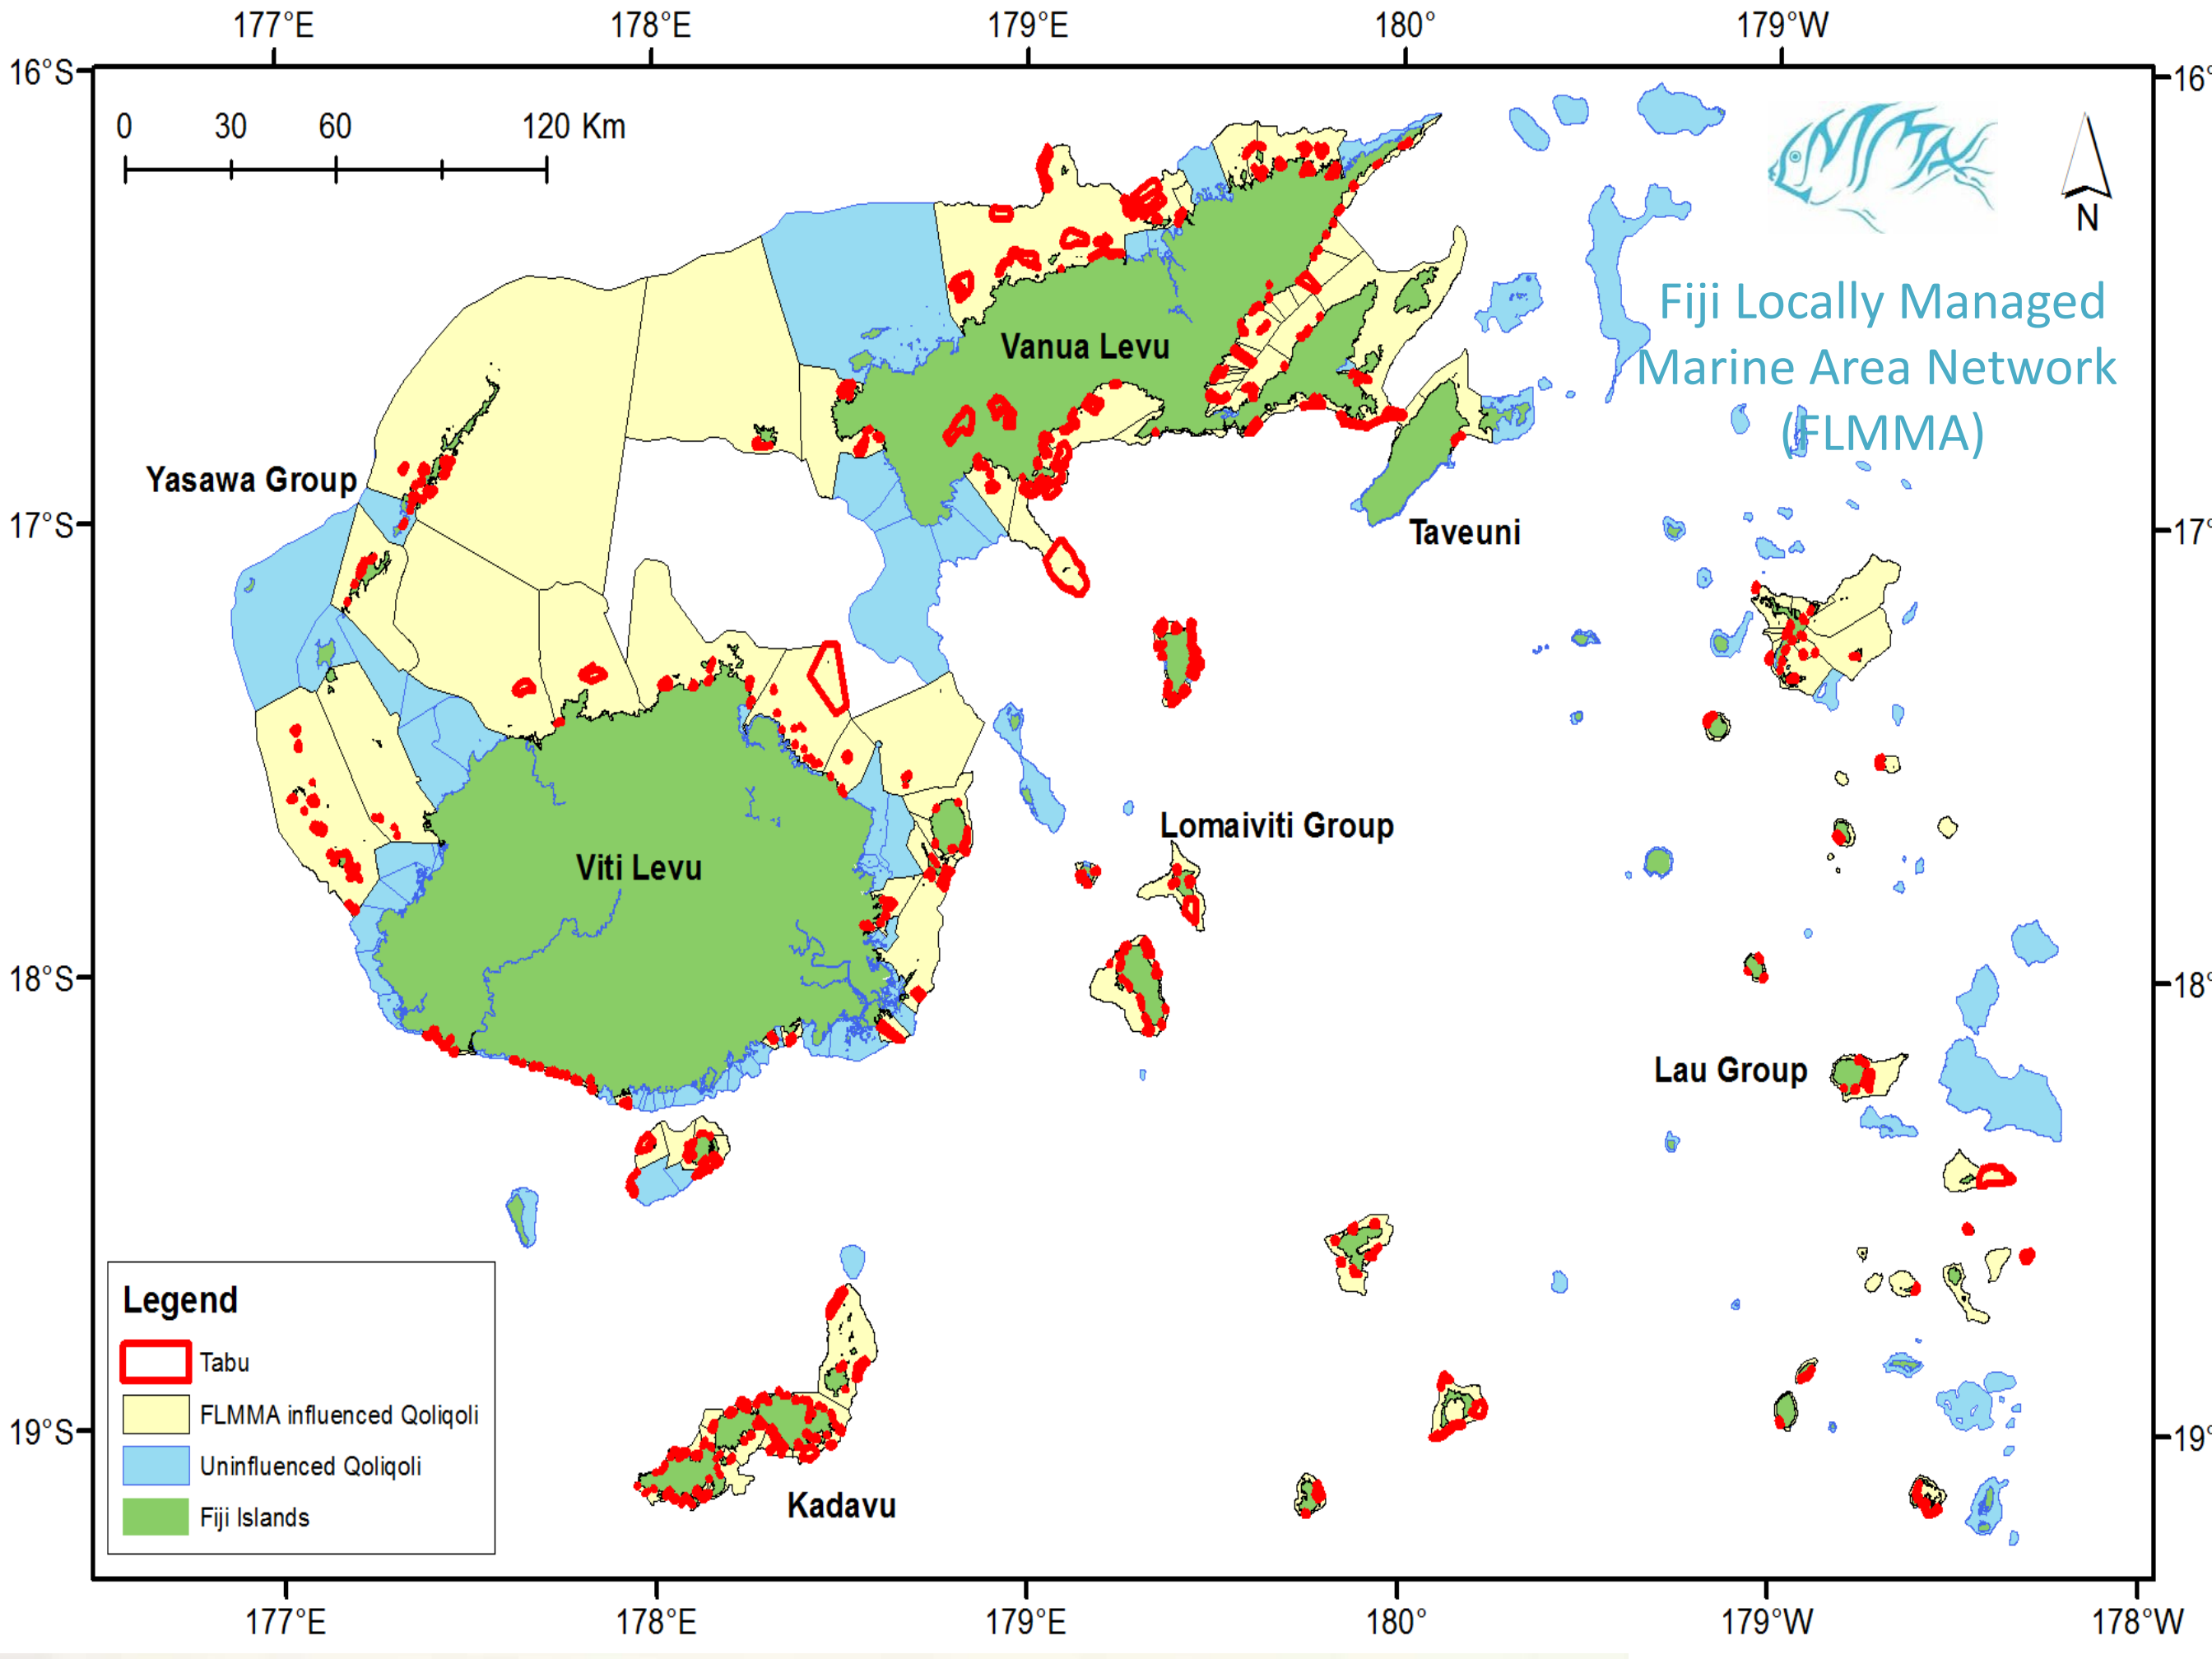 177°E 178°E 179°E 180° 179°W
16°S 16°
0 30 60 120 Km
FLMMA
N
Fiji Locally Managed
Marine Area Network
(FLMMA)
Vanua Levu
Yasawa Group
17°S 17°
Taveuni
Lomaiviti Group
Viti Levu
18°S 18°
Lau Group
Legend
Tabu
FLMMA influenced Qoliqoli
Uninfluenced Qoliqoli
Fiji Islands
19°S 19°
Kadavu
177°E 178°E 179°E 180° 179°W 178°W